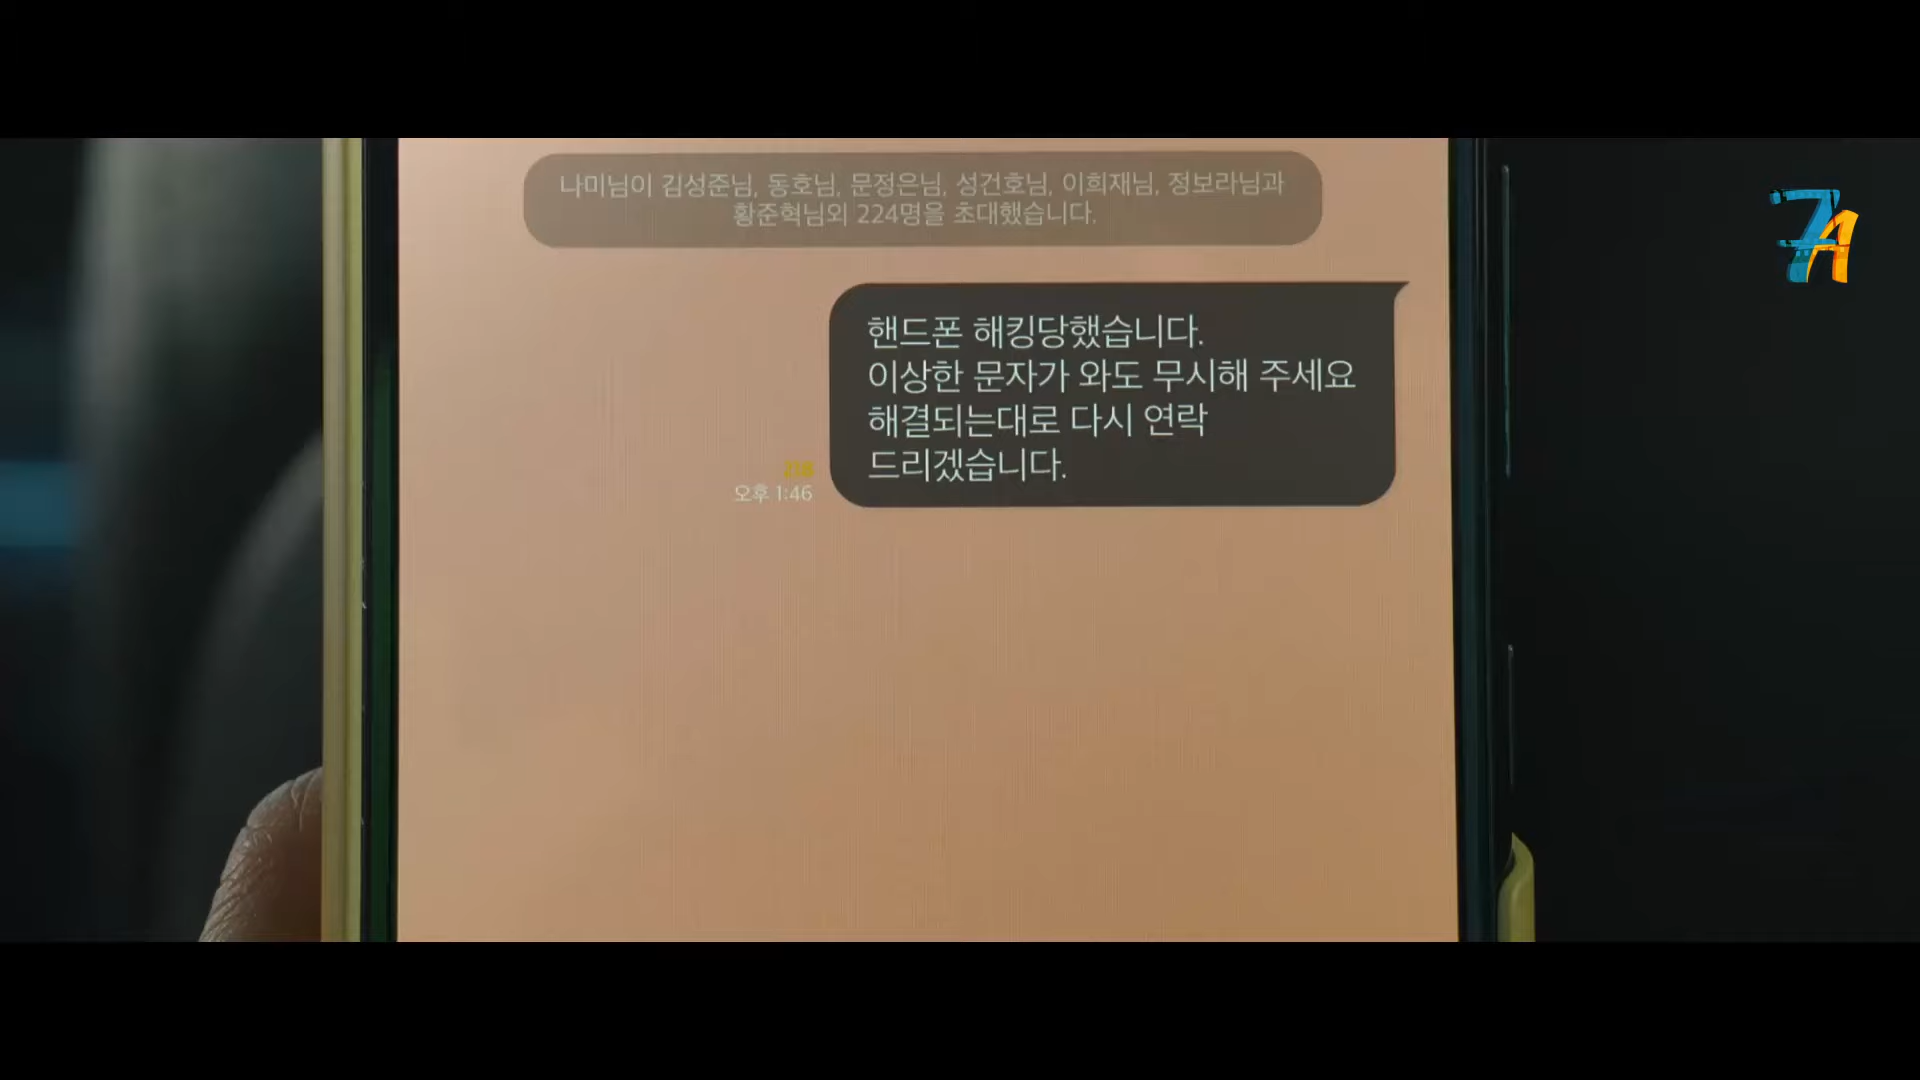 나미님이 김성준님, 동호님, 문정은님, 성건호님, 이희재님, 정보라님과
황준혁님외 224명을 초대했습니다.
핸드폰 해킹당했습니다.
이상한 문자가 와도 무시해 주세요
해결되는대로 다시 연락
드리겠습니다.
오후 1:46
7A